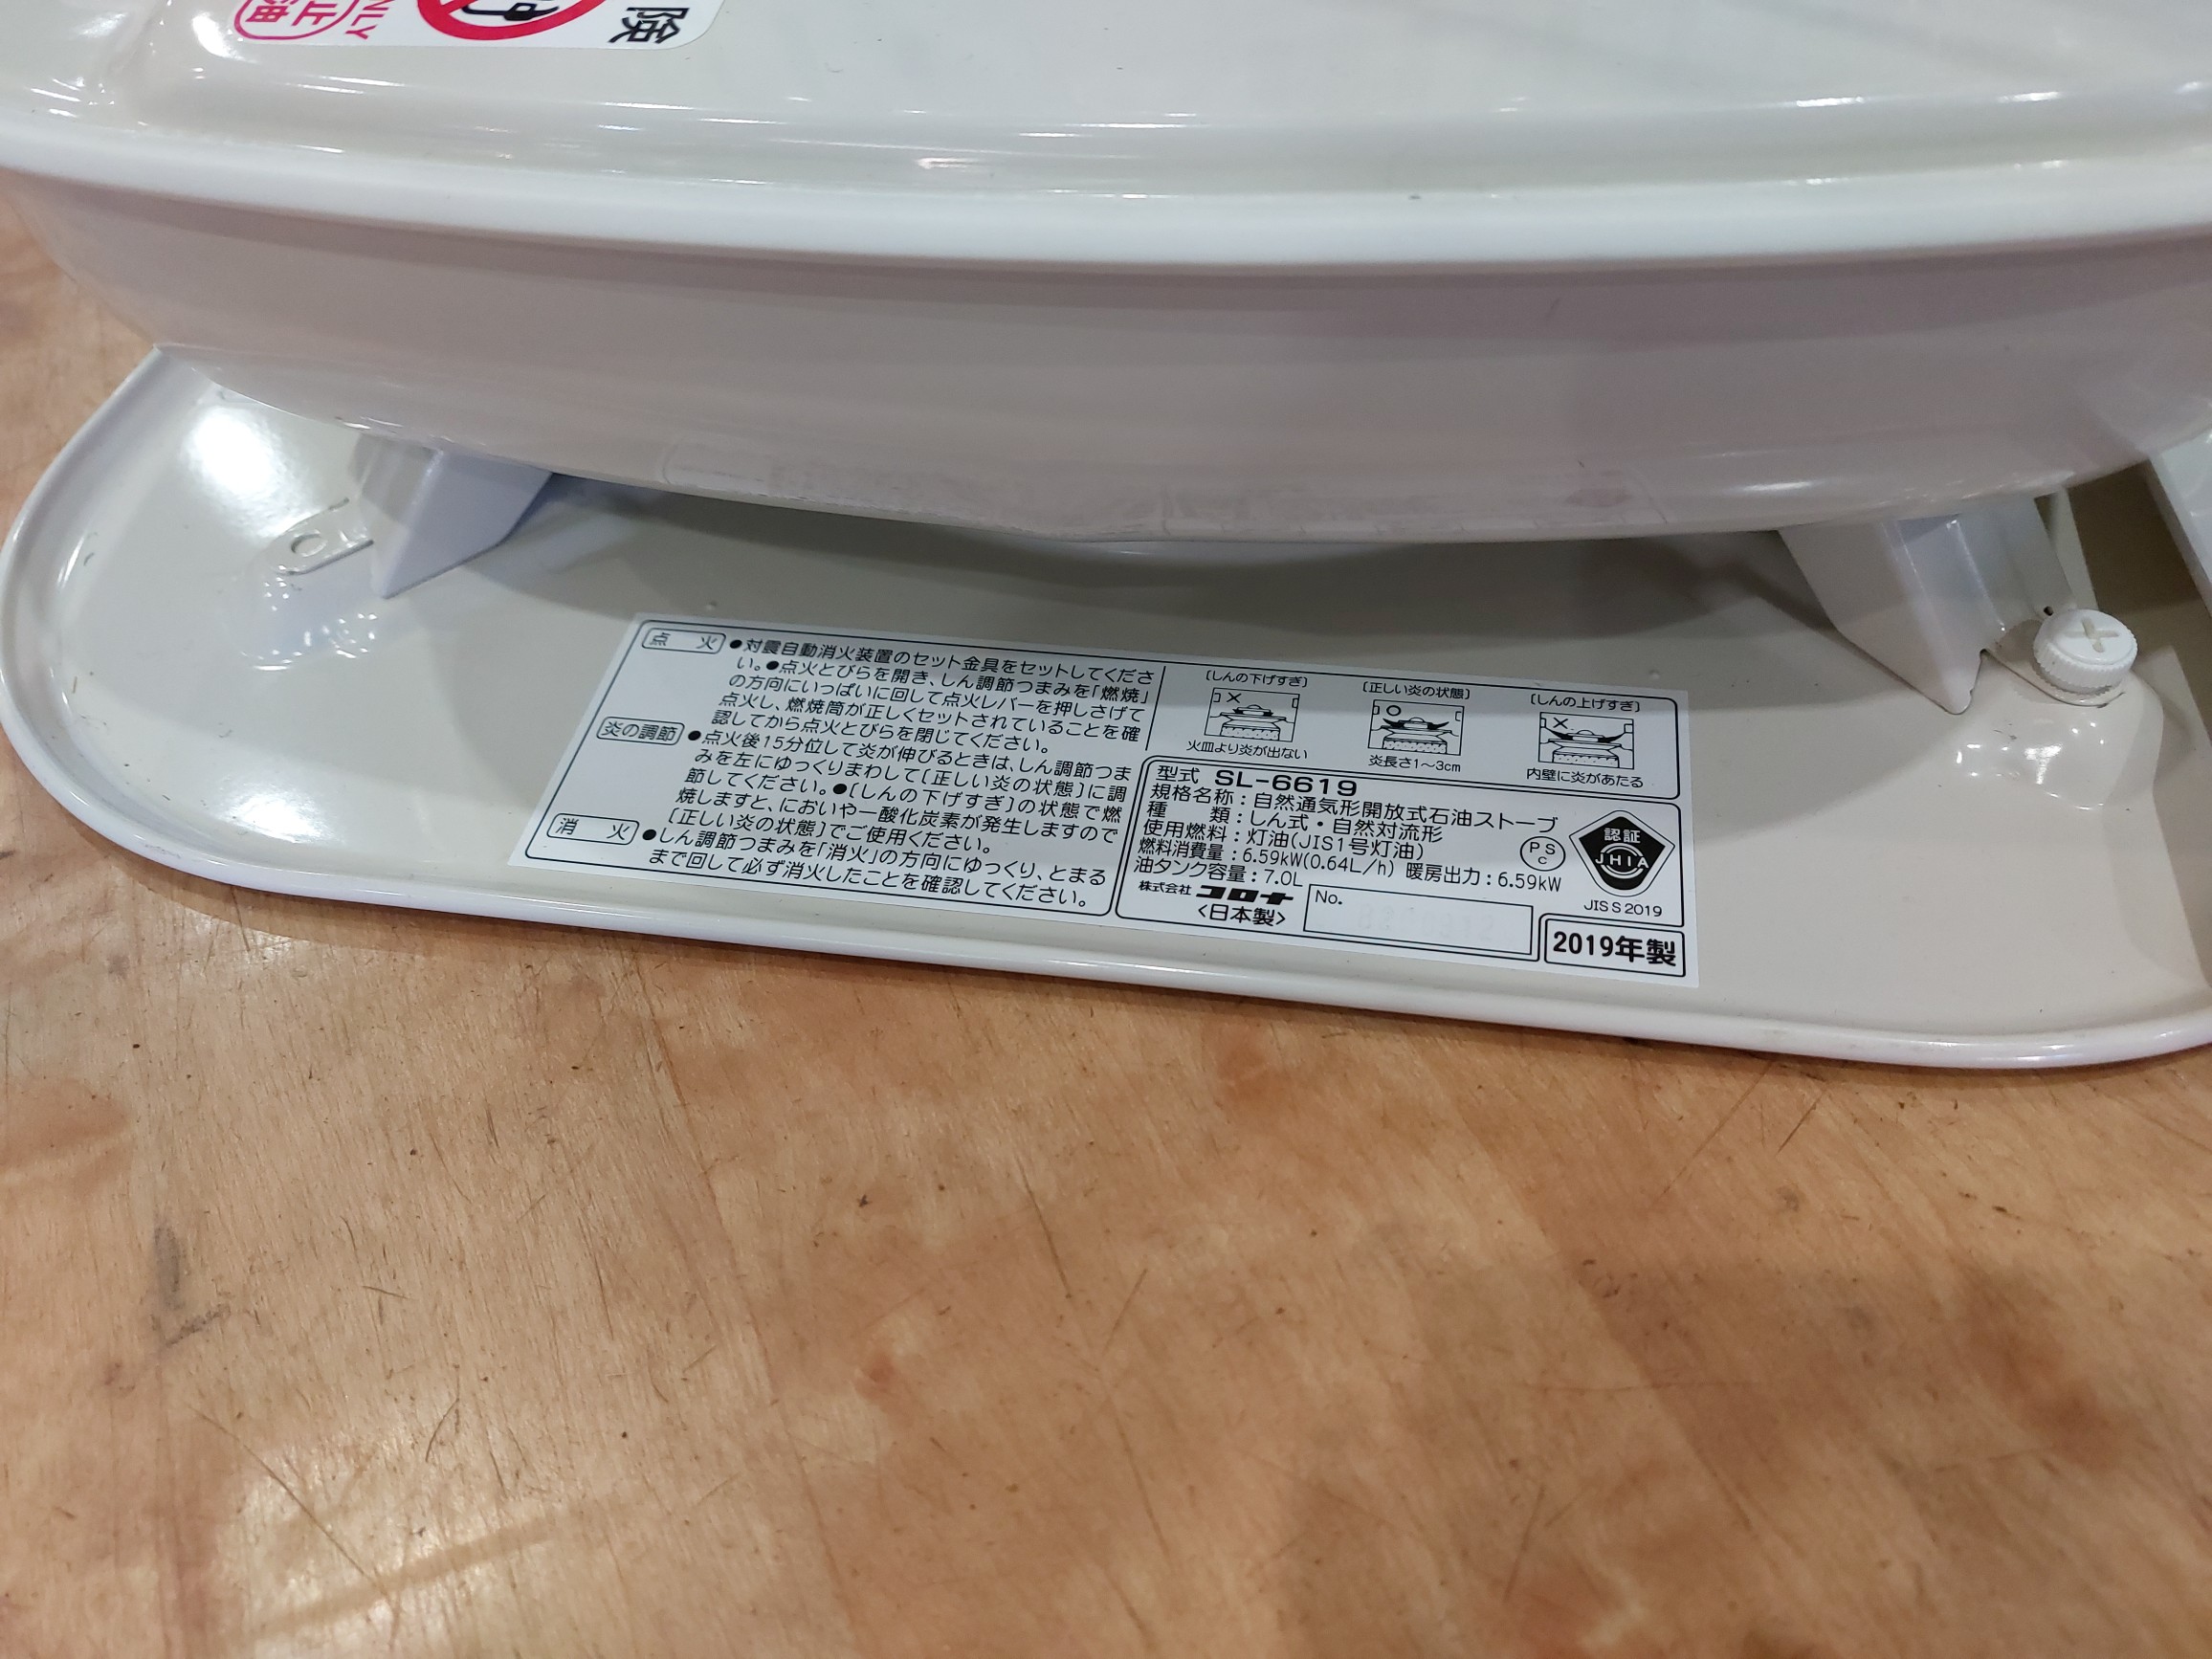 険
止
油
ONLY
点 火
●対震自動消火装置のセット金具をセットしてくださ
い。●点火とびらを開き、しん調節つまみを「燃焼」
の方向にいっぱいに回して点火レバーを押しさげて
点火し、燃焼筒が正しくセットされていることを確
認してから点火とびらを閉じてください。
炎の調節
●点火後15分位して炎が伸びるときは、しん調節つま
みを左にゆっくりまわして〔正しい炎の状態〕に調
節してください。●〔しんの下げすぎ〕の状態で燃
焼しますと、においや一酸化炭素が発生しますので
〔正しい炎の状態〕でご使用ください。
消 火
●しん調節つまみを「消火」の方向にゆっくり、とまる
まで回して必ず消火したことを確認してください。
〔しんの下げすぎ〕
火皿より炎が出ない
〔正しい炎の状態〕
炎長さ1～3cm
〔しんの上げすぎ〕
内壁に炎があたる
型式 SL-6619
規格名称：自然通気形開放式石油ストーブ
種 類：しん式・自然対流形
使用燃料：灯油(JIS1号灯油)
燃料消費量：6.59kW(0.64L/h) 暖房出力：6.59kW
油タンク容量：7.0L
株式会社 コロナ
〈日本製〉
No.
PS
C
認証
JHIA
JIS S 2019
2019年製